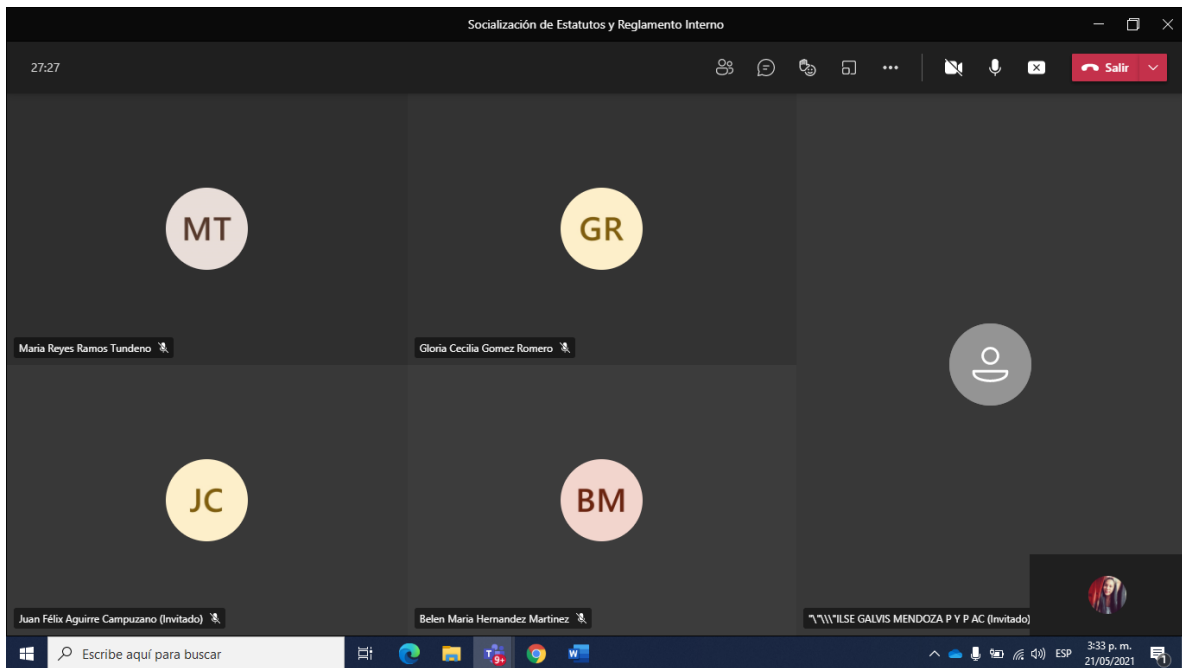 Socialización de Estatutos y Reglamento Interno
27:27
Salir
MT
GR
Maria Reyes Ramos Tundeno
Gloria Cecilia Gomez Romero
JC
BM
Juan Félix Aguirre Campuzano (Invitado)
Belen Maria Hernandez Martinez
"\"\\\"ILSE GALVIS MENDOZA P Y P AC (Invitado)
Escribe aquí para buscar
9+
W
ESP
3:33 p. m.
21/05/2021
1